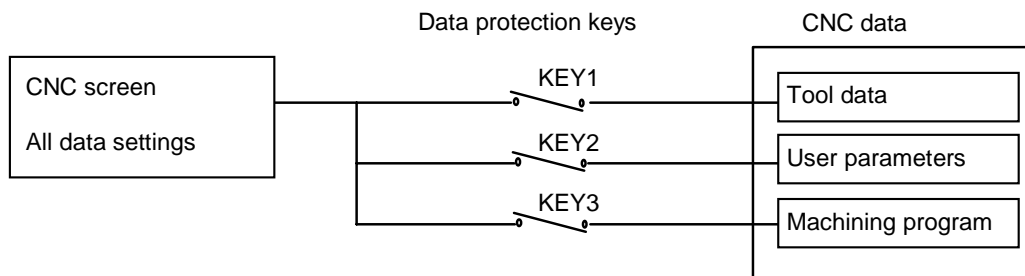 Data protection keys
CNC data
CNC screen
All data settings
KEY1
Tool data
KEY2
User parameters
KEY3
Machining program